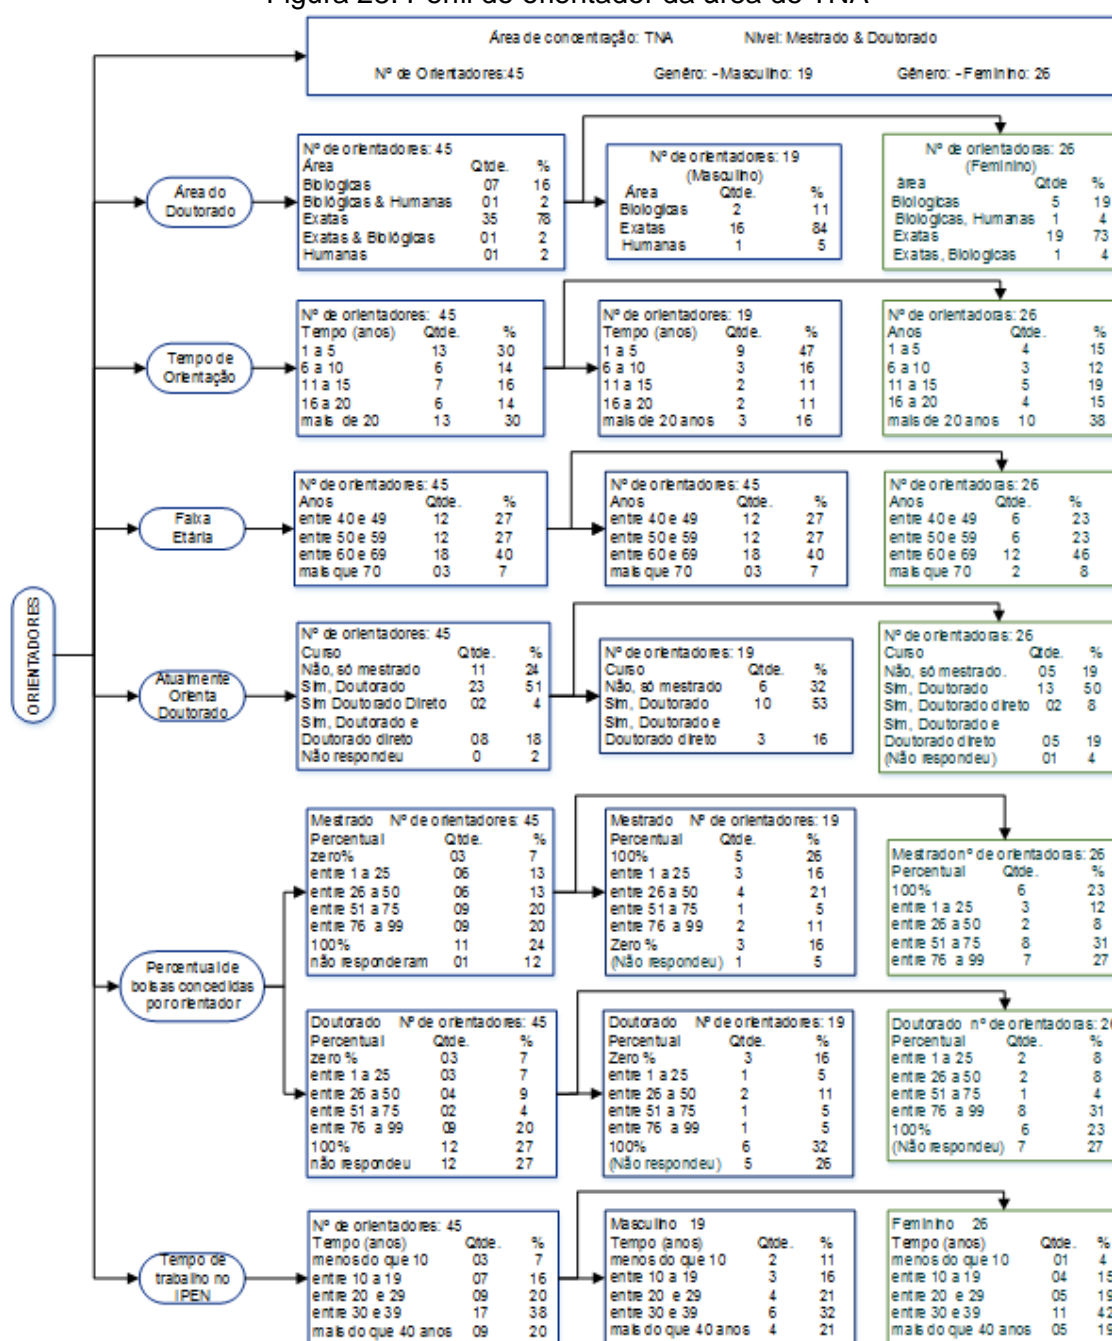 Figura 28: Perfil do orientador da área de TNA
Área de concentração: TNA Nível: Mestrado & Doutorado
Nº de Orientadores:45 Genêro: -Masculino: 19 Gênero: -Feminino: 26
ORIENTADORES
Área do
Doutorado
Nº de orientadores: 45
Área Qtde. %
Biologicas 07 16
Biológicas & Humanas 01 2
Exatas 35 78
Exatas & Biológicas 01 2
Humanas 01 2
Nº de orientadores: 19
(Masculino)
Área Qtde. %
Biologicas 2 11
Exatas 16 84
Humanas 1 5
Nº de orientadoras: 26
(Feminino)
área Qtde %
Biologicas 5 19
Biologicas, Humanas 1 4
Exatas 19 73
Exatas, Biologicas 1 4
Tempo de
Orientação
Nº de orientadores: 45
Tempo (anos) Qtde. %
1 a 5 13 30
6 a 10 6 14
11 a 15 7 16
16 a 20 6 14
mais de 20 13 30
Nº de orientadores: 19
Tempo (anos) Qtde. %
1 a 5 9 47
6 a 10 3 16
11 a 15 2 11
16 a 20 2 11
mais de 20 anos 3 16
Nº de orientadoras: 26
Anos Qtde. %
1 a 5 4 15
6 a 10 3 12
11 a 15 5 19
16 a 20 4 15
mais de 20 anos 10 38
Faixa
Etária
Nº de orientadores: 45
Anos Qtde. %
entre 40 e 49 12 27
entre 50 e 59 12 27
entre 60 e 69 18 40
mais que 70 03 7
Nº de orientadores: 45
Anos Qtde. %
entre 40 e 49 12 27
entre 50 e 59 12 27
entre 60 e 69 18 40
mais que 70 03 7
Nº de orientadoras: 26
Anos Qtde. %
entre 40 e 49 6 23
entre 50 e 59 6 23
entre 60 e 69 12 46
mais que 70 2 8
Atualmente
Orienta
Doutorado
Nº de orientadores: 45
Curso Qtde. %
Não, só mestrado 11 24
Sim, Doutorado 23 51
Sim Doutorado Direto 02 4
Sim, Doutorado e
Doutorado direto 08 18
Não respondeu 0 2
Nº de orientadores: 19
Curso Qtde. %
Não, só mestrado 6 32
Sim, Doutorado 10 53
Sim, Doutorado e
Doutorado direto 3 16
Nº de orientadoras: 26
Curso Qtde. %
Não, só mestrado. 05 19
Sim, Doutorado 13 50
Sim, Doutorado direto 02 8
Sim, Doutorado e
Doutorado direto 05 19
(Não respondeu) 01 4
Percentual de
bolsas concedidas
por orientador
Mestrado Nº de orientadores: 45
Percentual Qtde. %
zero% 03 7
entre 1 a 25 06 13
entre 26 a 50 06 13
entre 51 a 75 09 20
entre 76 a 99 09 20
100% 11 24
não responderam 01 12
Mestrado Nº de orientadores: 19
Percentual Qtde. %
100% 5 26
entre 1 a 25 3 16
entre 26 a 50 4 21
entre 51 a 75 1 5
entre 76 a 99 2 11
Zero % 3 16
(Não respondeu) 1 5
Mestrado nº de orientadoras: 26
Percentual Qtde. %
100% 6 23
entre 1 a 25 3 12
entre 26 a 50 2 8
entre 51 a 75 8 31
entre 76 a 99 7 27
Doutorado Nº de orientadores: 45
Percentual Qtde. %
zero % 03 7
entre 1 a 25 03 7
entre 26 a 50 04 9
entre 51 a 75 02 4
entre 76 a 99 09 20
100% 12 27
não respondeu 12 27
Doutorado Nº de orientadores: 19
Percentual Qtde. %
Zero % 3 16
entre 1 a 25 1 5
entre 26 a 50 2 11
entre 51 a 75 1 5
entre 76 a 99 1 5
100% 6 32
(Não respondeu) 5 26
Doutorado nº de orientadoras: 26
Percentual Qtde. %
entre 1 a 25 2 8
entre 26 a 50 2 8
entre 51 a 75 1 4
entre 76 a 99 8 31
100% 6 23
(Não respondeu) 7 27
Tempo de
trabalho no
IPEN
Nº de orientadores: 45
Tempo (anos) Qtde. %
menos do que 10 03 7
entre 10 a 19 07 16
entre 20 e 29 09 20
entre 30 e 39 17 38
mais do que 40 anos 09 20
Masculino 19
Tempo (anos) Qtde. %
menos do que 10 2 11
entre 10 a 19 3 16
entre 20 e 29 4 21
entre 30 e 39 6 32
mais do que 40 anos 4 21
Feminino 26
Tempo (anos) Qtde. %
menos do que 10 01 4
entre 10 a 19 04 15
entre 20 e 29 05 19
entre 30 e 39 11 42
mais do que 40 anos 05 19